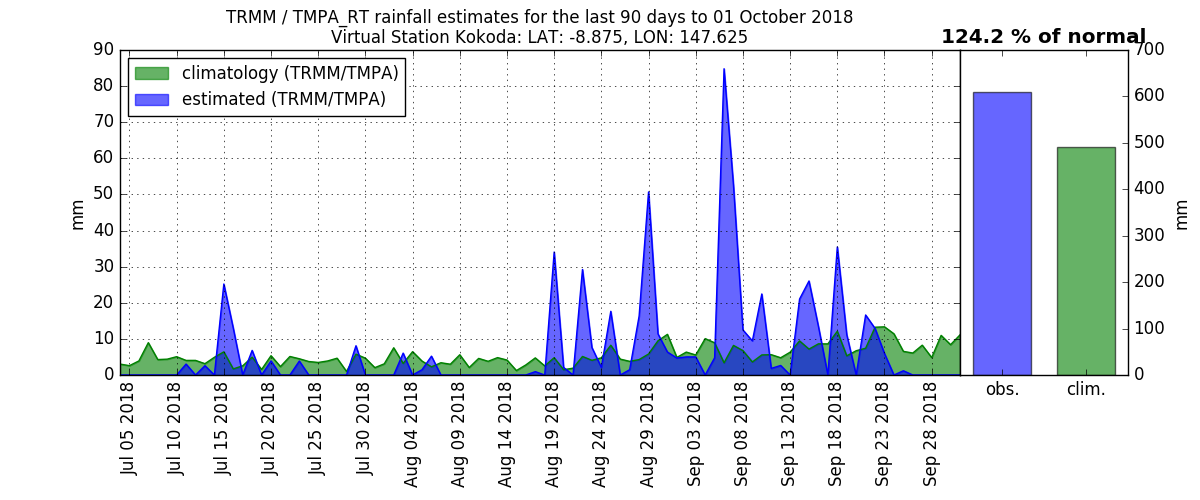 TRMM / TMPA_RT rainfall estimates for the last 90 days to 01 October 2018
Virtual Station Kokoda: LAT: -8.875, LON: 147.625
124.2 % of normal
climatology (TRMM/TMPA)
estimated (TRMM/TMPA)
90
80
70
60
50
40
30
20
10
0
mm
Jul 05 2018
Jul 10 2018
Jul 15 2018
Jul 20 2018
Jul 25 2018
Jul 30 2018
Aug 04 2018
Aug 09 2018
Aug 14 2018
Aug 19 2018
Aug 24 2018
Aug 29 2018
Sep 03 2018
Sep 08 2018
Sep 13 2018
Sep 18 2018
Sep 23 2018
Sep 28 2018
700
600
500
400
300
200
100
0
mm
obs.
clim.